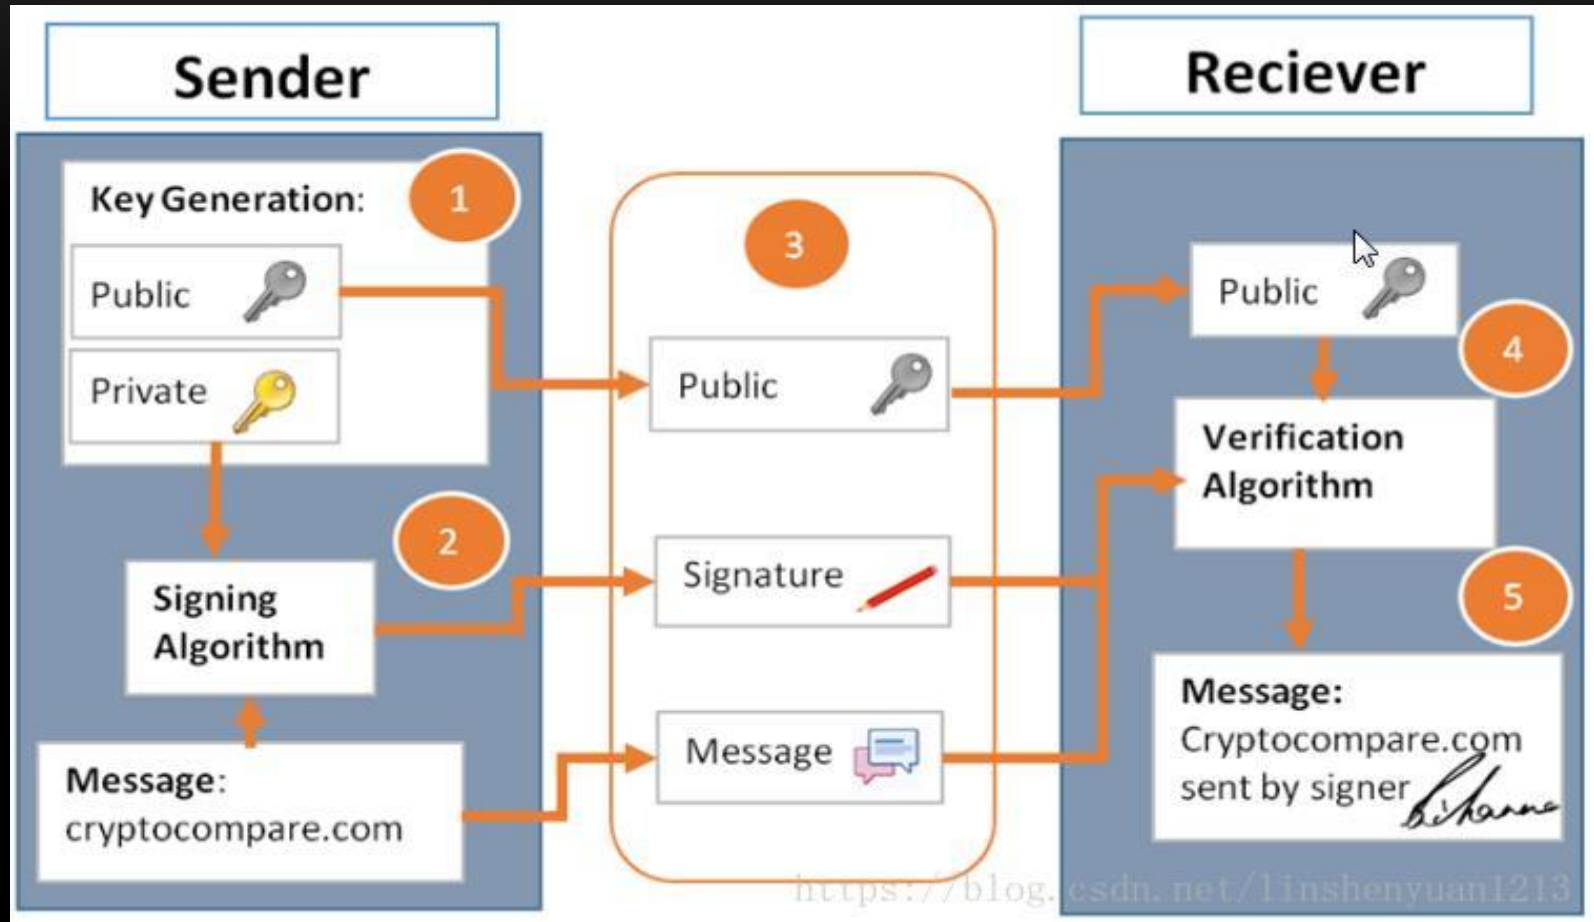 Sender
Reciever
Key Generation:
1
Public
Private
2
Signing
Algorithm
Message:
cryptocompare.com
3
Public
Signature
Message
Public
4
Verification
Algorithm
5
Message:
Cryptocompare.com
sent by signer Rihanna
https://blog.csdn.net/linshenyuan1213